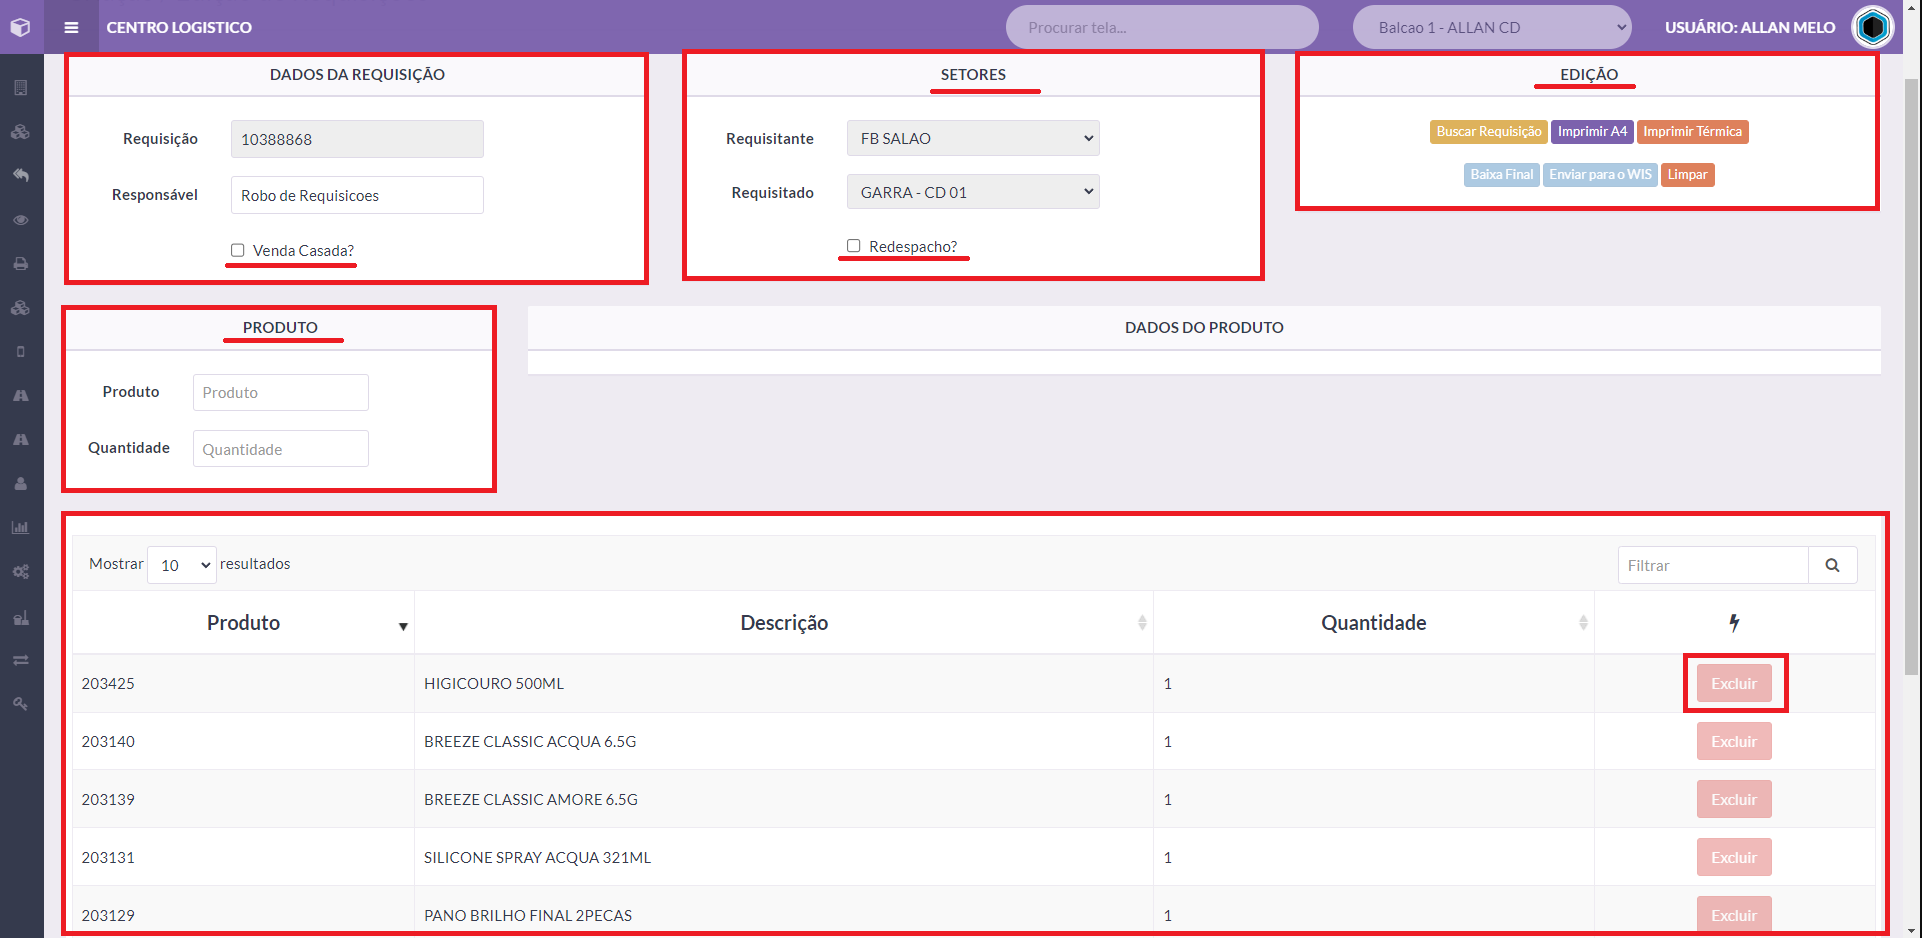 CENTRO LOGISTICO
Procurar tela...
Balcao 1 - ALLAN CD
USUÁRIO: ALLAN MELO
DADOS DA REQUISIÇÃO
Requisição
10388868
Responsável
Robo de Requisicoes
Venda Casada?
SETORES
Requisitante
FB SALAO
Requisitado
GARRA - CD 01
Redespacho?
EDIÇÃO
Buscar Requisição Imprimir A4 Imprimir Térmica
Baixa Final Enviar para o WIS Limpar
PRODUTO
Produto
Produto
Quantidade
Quantidade
DADOS DO PRODUTO
Mostrar 10 resultados
Filtrar
Produto Descrição Quantidade
203425 HIGICOURO 500ML 1 Excluir
203140 BREEZE CLASSIC ACQUA 6.5G 1 Excluir
203139 BREEZE CLASSIC AMORE 6.5G 1 Excluir
203131 SILICONE SPRAY ACQUA 321ML 1 Excluir
203129 PANO BRILHO FINAL 2PECAS 1 Excluir